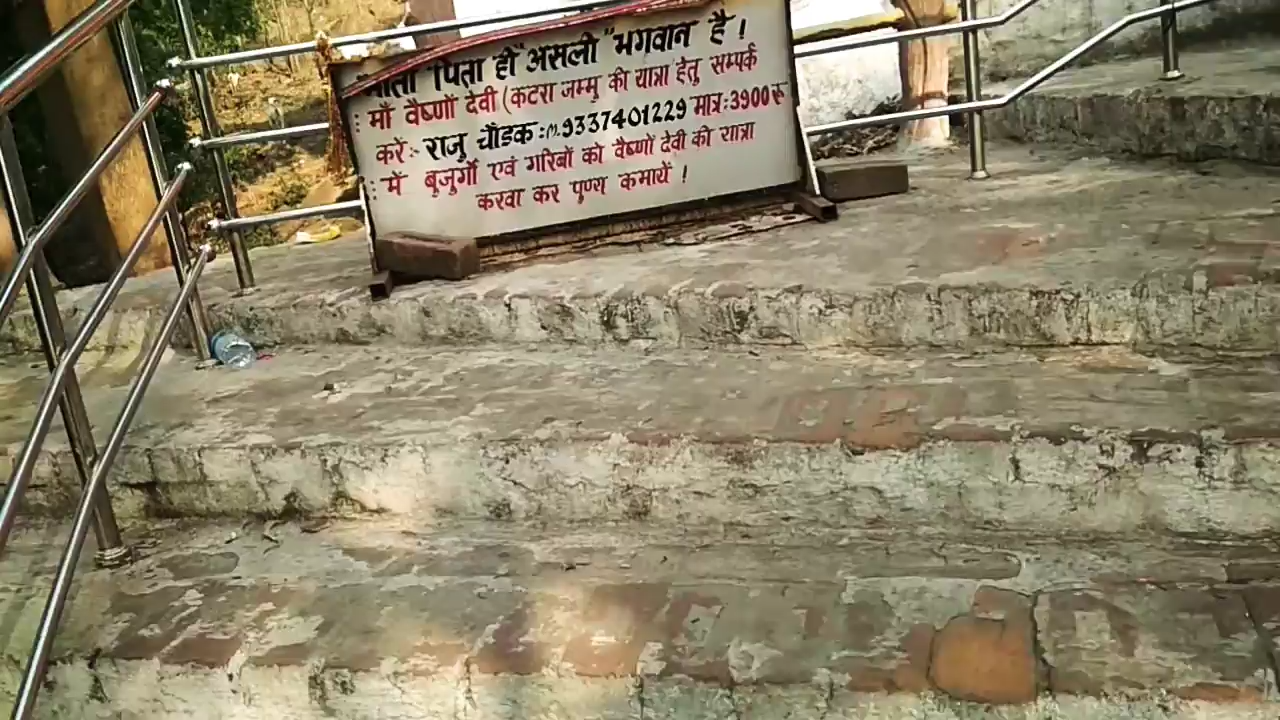 माता पिता ही "असली "भगवान है!
: माँ वैष्णों देवी (कटरा जम्मु की यात्रा हेतु सम्पर्क
करें:- राजु चाँडक:-M.9337401229 मात्र:3900रू
: में बुजुर्गो एवं गरिबों को वैष्णों देवी की यात्रा
करवा कर पूण्य कमायें !